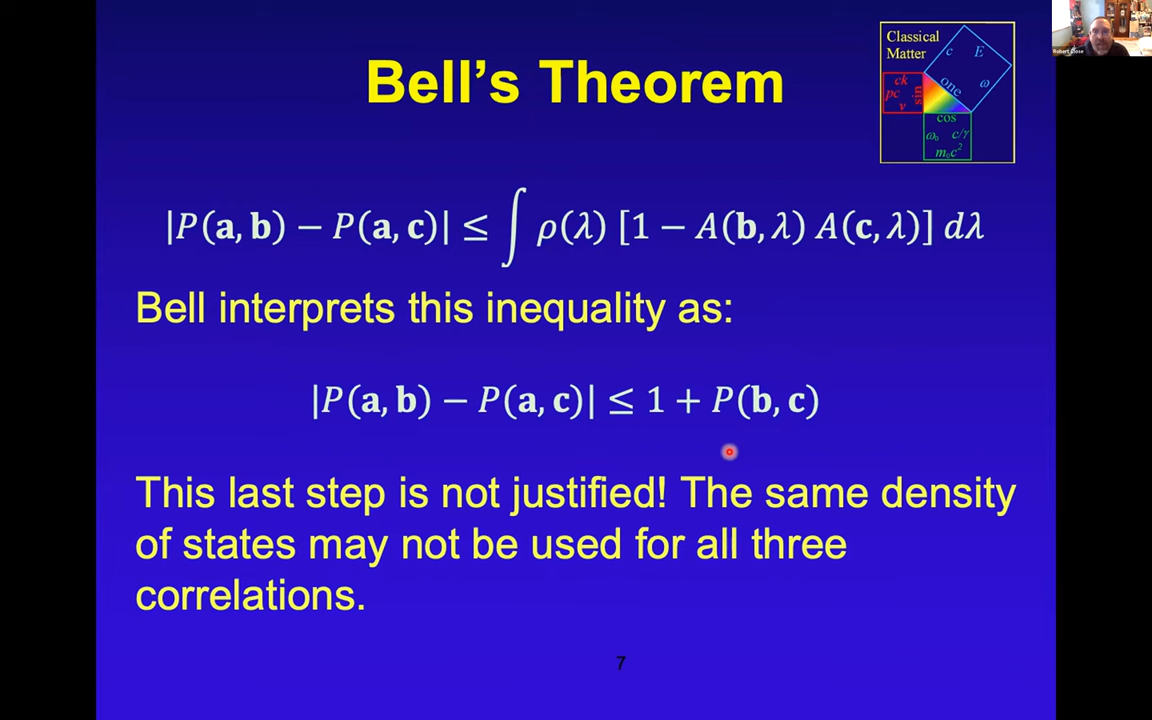 Bell's Theorem
Classical
Matter
c
E
ω
one
ck
pc
v
sin
cos
ω₀ c/γ
m₀c²
Robert Close
|P(a, b) − P(a, c)| ≤ ∫ ρ(λ) [1 − A(b, λ) A(c, λ)] dλ
Bell interprets this inequality as:
|P(a, b) − P(a, c)| ≤ 1 + P(b, c)
This last step is not justified! The same density
of states may not be used for all three
correlations.
7